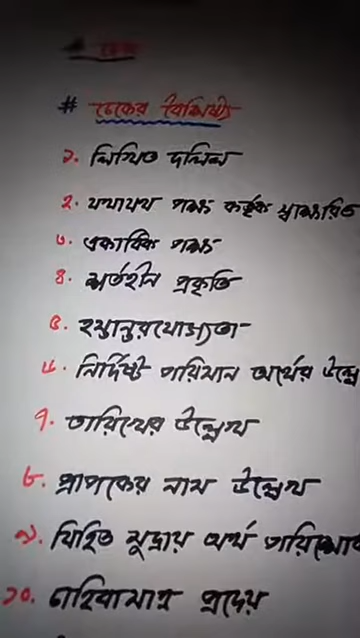 # চেকের বৈশিষ্ট্য
১. লিখিত দলিল
২. যথাযথ পক্ষ কর্তৃক স্বাক্ষরিত
৩. একাধিক পক্ষ
৪. শর্তহীন প্রকৃতি
৫. হস্তান্তরযোগ্যতা
৬. নির্দিষ্ট পরিমান অর্থের উল্লে
৭. তারিখের উল্লেখ
৮. প্রাপকের নাম উল্লেখ
৯. বিহিত মুদ্রায় অর্থ পরিশো
১০. চাহিবামাত্র প্রদেয়